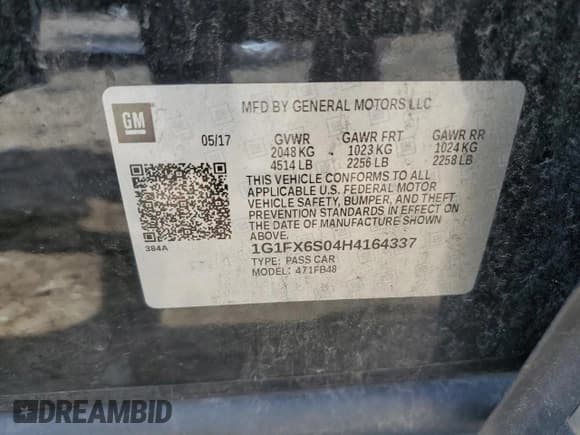 GM
MFD BY GENERAL MOTORS LLC
05/17 GVWR GAWR FRT GAWR RR
2048 KG 1023 KG 1024 KG
4514 LB 2256 LB 2258 LB
THIS VEHICLE CONFORMS TO ALL
APPLICABLE U.S. FEDERAL MOTOR
VEHICLE SAFETY, BUMPER, AND THEFT
PREVENTION STANDARDS IN EFFECT ON
THE DATE OF MANUFACTURE SHOWN
ABOVE.
384A
1G1FX6S04H4164337
TYPE: PASS CAR
MODEL: 471FB48
DREAMBID